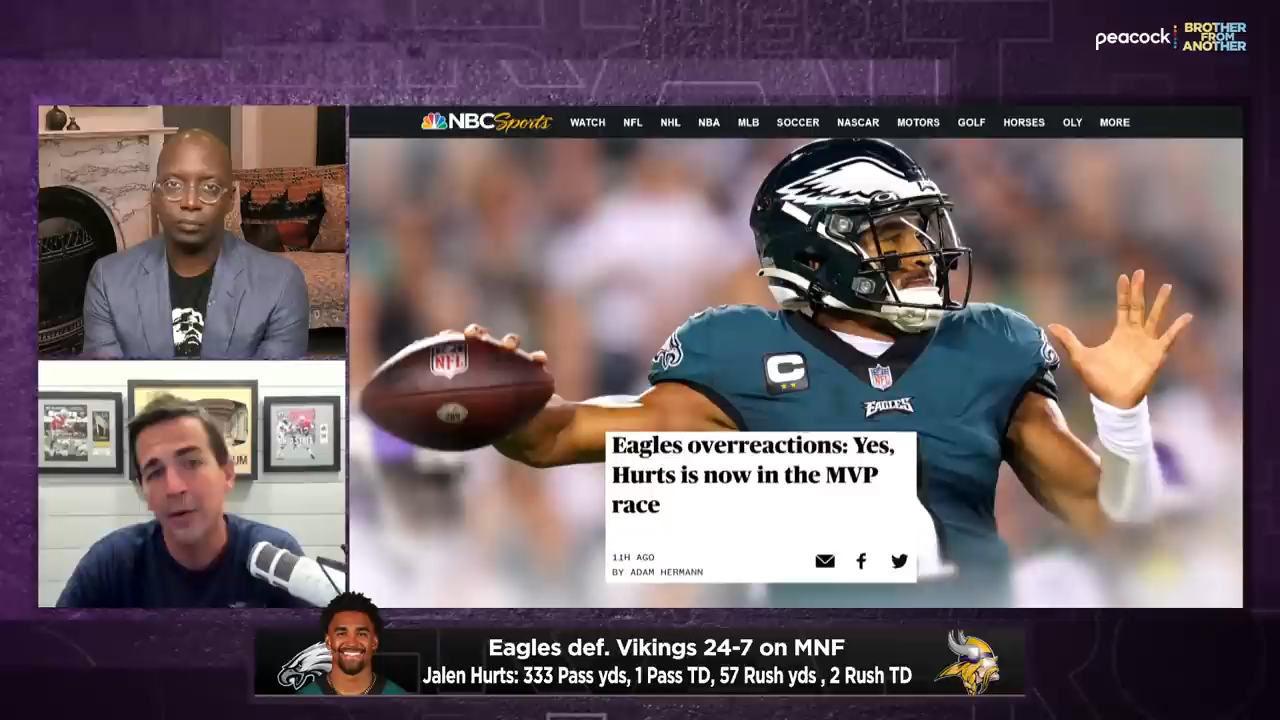 peacock
BROTHER
FROM
ANOTHER
NBC Sports
WATCH NFL NHL NBA MLB SOCCER NASCAR MOTORS GOLF HORSES OLY MORE
NFL
C
NFL
EAGLES
Eagles overreactions: Yes,
Hurts is now in the MVP
race
11H AGO
BY ADAM HERMANN
Eagles def. Vikings 24-7 on MNF
Jalen Hurts: 333 Pass yds, 1 Pass TD, 57 Rush yds , 2 Rush TD